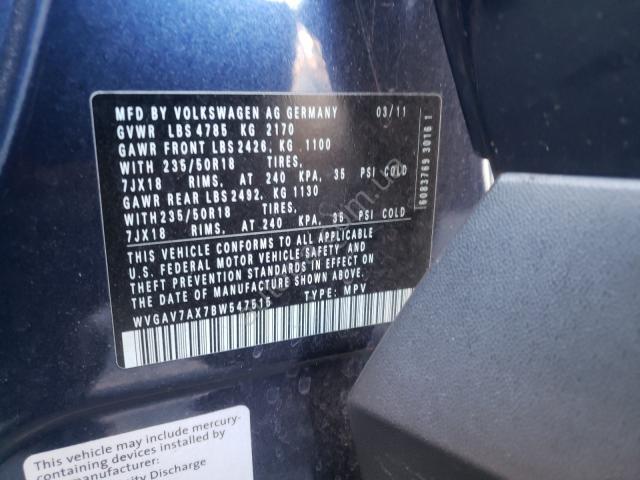 MFD BY VOLKSWAGEN AG GERMANY 03/11
GVWR LBS 4785 KG 2170
GAWR FRONT LBS 2426, KG .1100
WITH 235/50R18 TIRES,
7JX18 RIMS, AT 240 KPA, 35 PSI COLD
GAWR REAR LBS 2492, KG 1130
WITH 235/50R18 TIRES,
7JX18 RIMS, AT 240 KPA, 35 PSI COLD
THIS VEHICLE CONFORMS TO ALL APPLICABLE
U.S. FEDERAL MOTOR VEHICLE SAFETY AND
THEFT PREVENTION STANDARDS IN EFFECT ON
THE DATE OF MANUFACTURE SHOWN ABOVE.
WVGAV7AX7BW547515 TYPE: MPV
6083769 3016 1
This vehicle may include mercury-
containing devices installed by
manufacturer:
ity Discharge